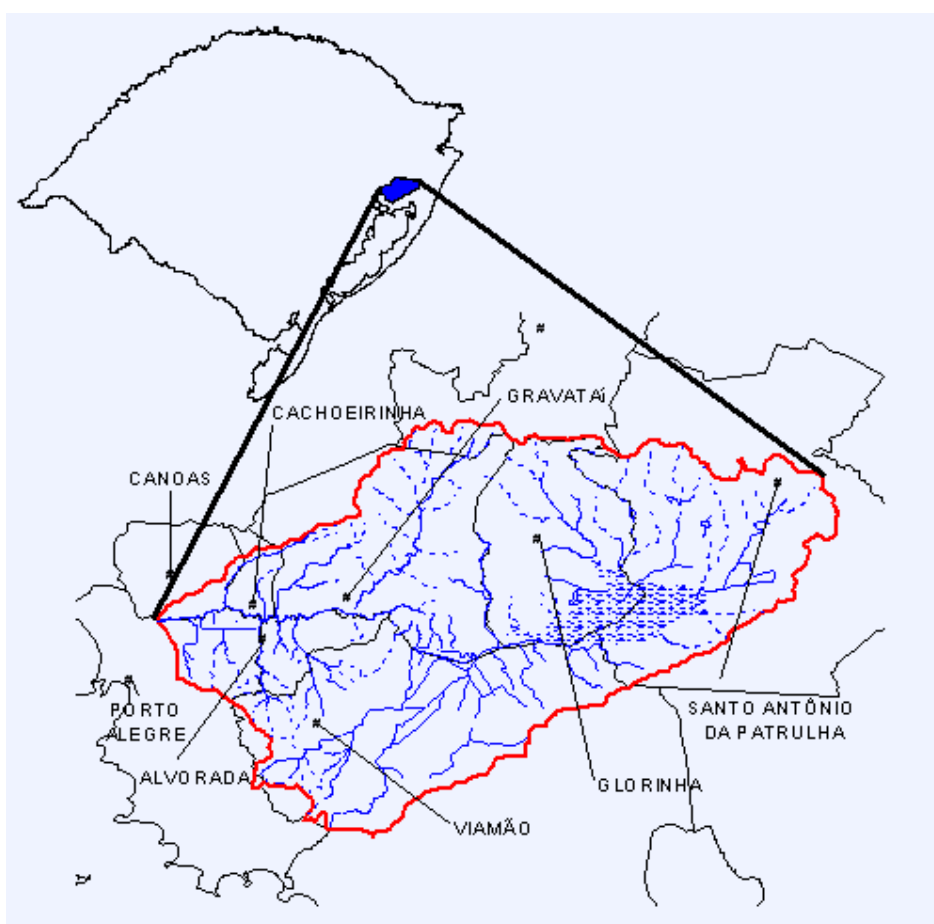 GRAVATAÍ
CACHOEIRINHA
CANOAS
PORTO
ALEGRE
SANTO ANTÔNIO
DA PATRULHA
ALVORADA
GLORINHA
VIAMÃO